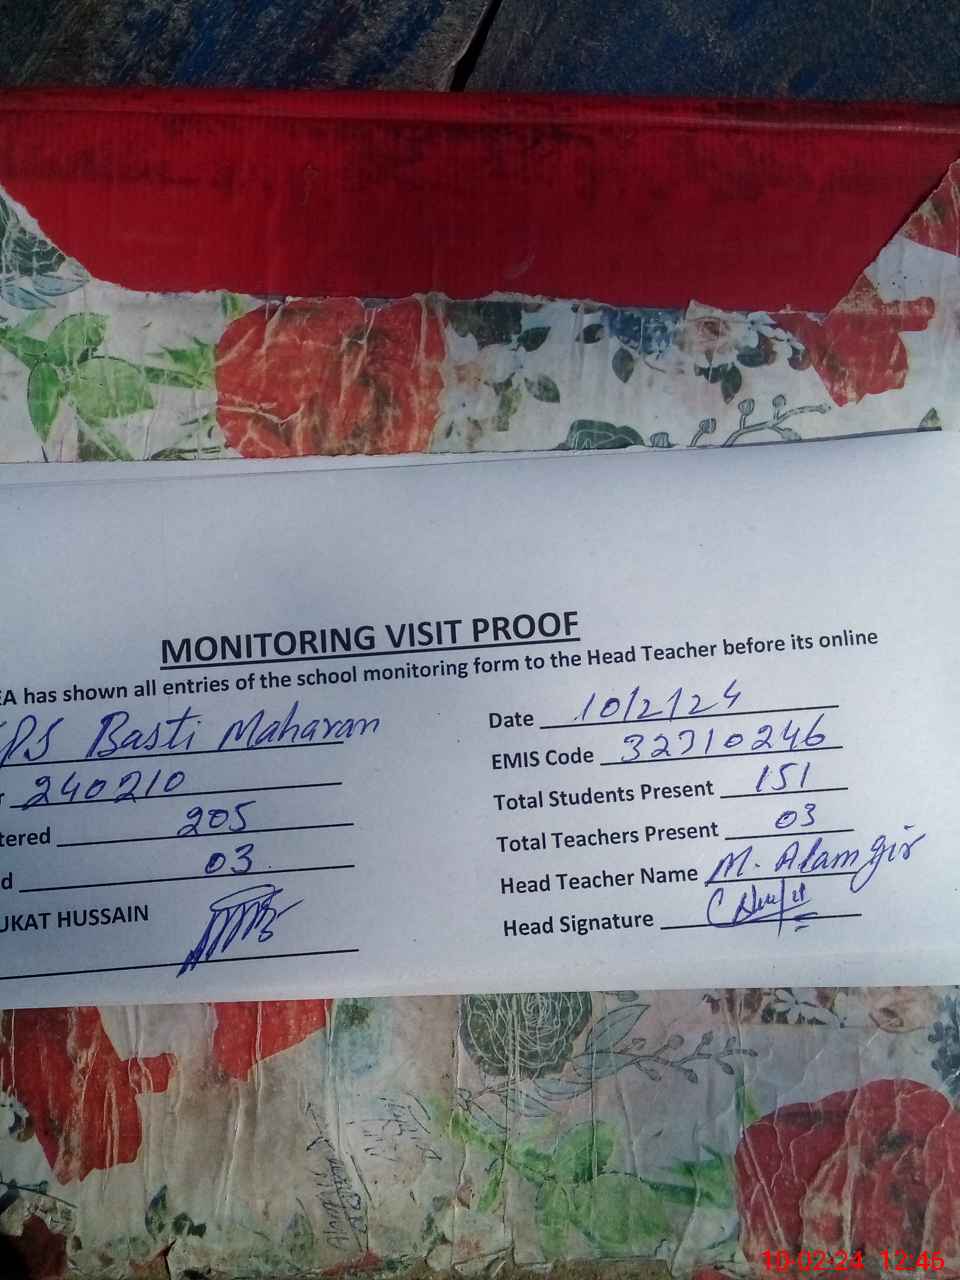 MONITORING VISIT PROOF
EA has shown all entries of the school monitoring form to the Head Teacher before its online
GPS Basti Maharan Date 10/2/24
240210 EMIS Code 32310246
tered 205 Total Students Present 151
d 03 Total Teachers Present 03
UKAT HUSSAIN Head Teacher Name M. Alamgir
Head Signature
10-02-24 12:46